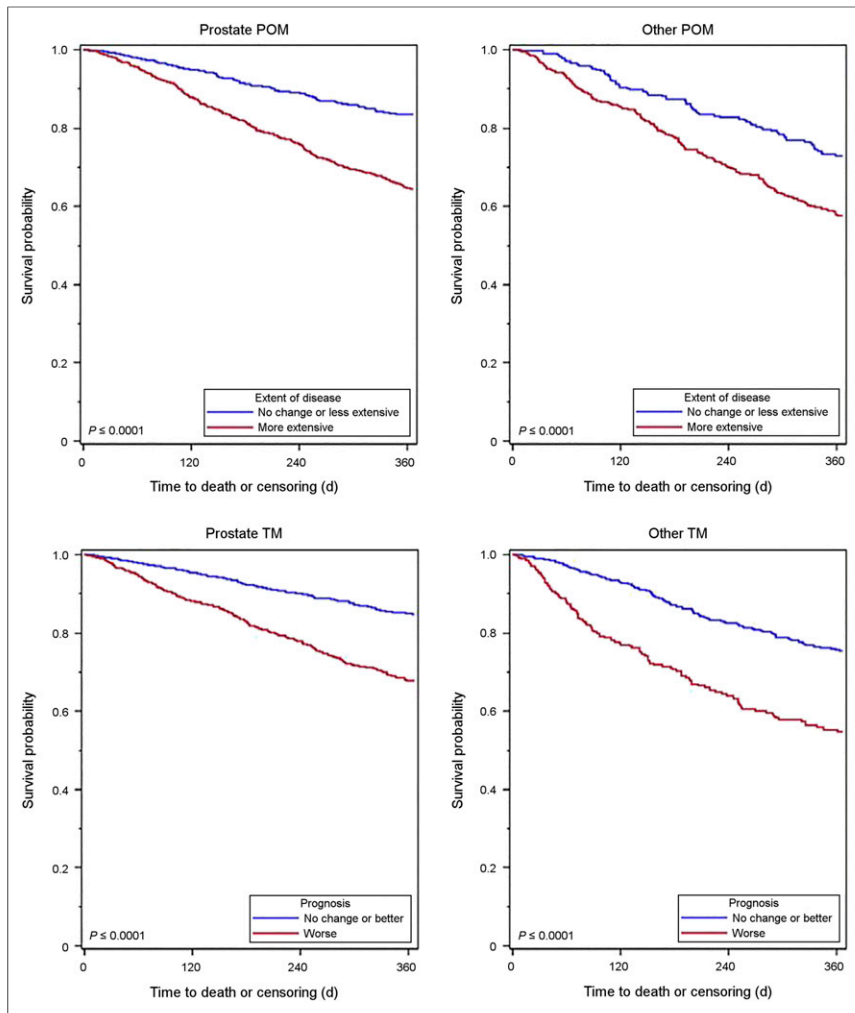 Prostate POM
Survival probability
1.0
0.8
0.6
0.4
0.2
0
P ≤ 0.0001
Extent of disease
No change or less extensive
More extensive
0 120 240 360
Time to death or censoring (d)
Other POM
Survival probability
1.0
0.8
0.6
0.4
0.2
0
P ≤ 0.0001
Extent of disease
No change or less extensive
More extensive
0 120 240 360
Time to death or censoring (d)
Prostate TM
Survival probability
1.0
0.8
0.6
0.4
0.2
0
P ≤ 0.0001
Prognosis
No change or better
Worse
0 120 240 360
Time to death or censoring (d)
Other TM
Survival probability
1.0
0.8
0.6
0.4
0.2
0
P ≤ 0.0001
Prognosis
No change or better
Worse
0 120 240 360
Time to death or censoring (d)